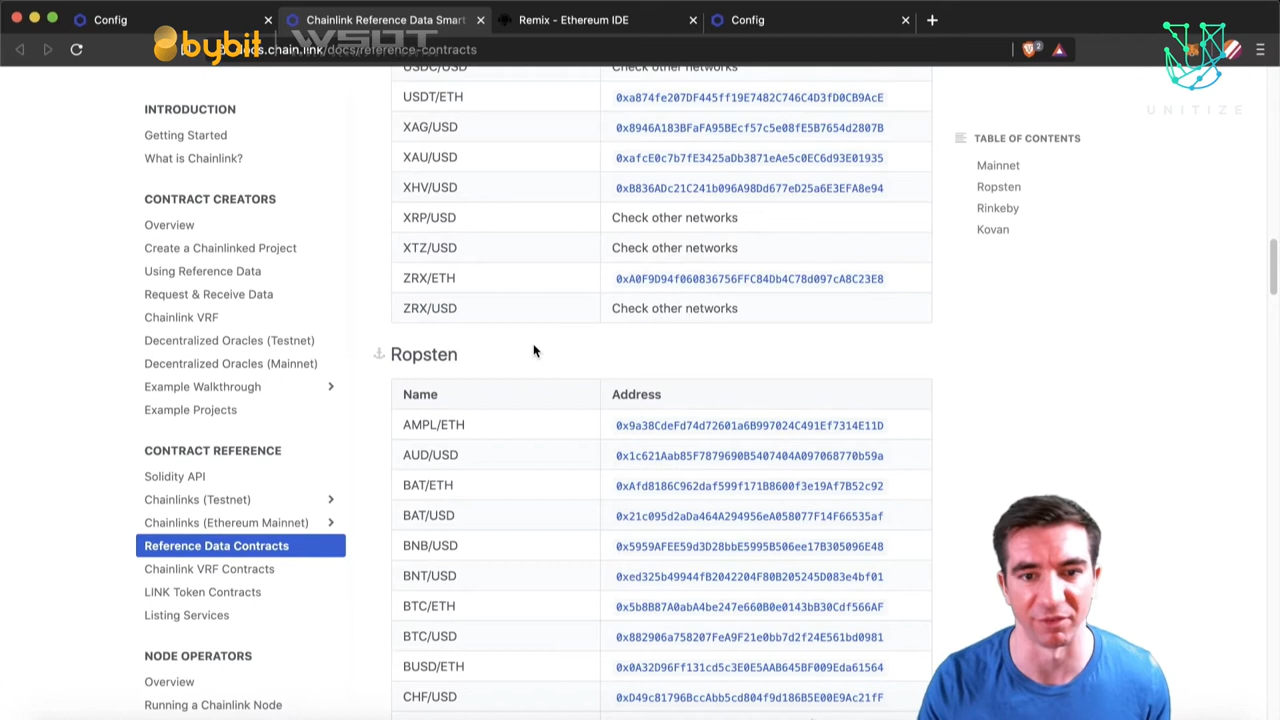 Config
Chainlink Reference Data Smart
Remix - Ethereum IDE
Config
bybit
WSOT
docs.chain.link/docs/reference-contracts
2
UNITIZE
INTRODUCTION
Getting Started
What is Chainlink?
CONTRACT CREATORS
Overview
Create a Chainlinked Project
Using Reference Data
Request & Receive Data
Chainlink VRF
Decentralized Oracles (Testnet)
Decentralized Oracles (Mainnet)
Example Walkthrough
Example Projects
CONTRACT REFERENCE
Solidity API
Chainlinks (Testnet)
Chainlinks (Ethereum Mainnet)
Reference Data Contracts
Chainlink VRF Contracts
LINK Token Contracts
Listing Services
NODE OPERATORS
Overview
Running a Chainlink Node
USDC/USD Check other networks
USDT/ETH 0xa874fe207DF445ff19E7482C746C4D3fD0CB9AcE
XAG/USD 0x8946A183BFaFA95BEcf57c5e08fE5B7654d2807B
XAU/USD 0xafcE0c7b7fE3425aDb3871eAe5c0EC6d93E01935
XHV/USD 0xB836ADc21C241b096A98Dd677eD25a6E3EFA8e94
XRP/USD Check other networks
XTZ/USD Check other networks
ZRX/ETH 0xA0F9D94f060836756FFC84Db4C78d097cA8C23E8
ZRX/USD Check other networks
Ropsten
Name Address
AMPL/ETH 0x9a38CdeFd74d72601a6B997024C491Ef7314E11D
AUD/USD 0x1c621Aab85F7879690B5407404A097068770b59a
BAT/ETH 0xAfd8186C962daf599f171B8600f3e19Af7B52c92
BAT/USD 0x21c095d2aDa464A294956eA058077F14F66535af
BNB/USD 0x5959AFEE59d3D28bbE5995B506ee17B305096E48
BNT/USD 0xed325b49944fB2042204F80B205245D083e4bf01
BTC/ETH 0x5b8B87A0abA4be247e660B0e0143bB30Cdf566AF
BTC/USD 0x882906a758207FeA9F21e0bb7d2f24E561bd0981
BUSD/ETH 0x0A32D96Ff131cd5c3E0E5AAB645BF009Eda61564
CHF/USD 0xD49c81796BccAbb5cd804f9d186B5E00E9Ac21fF
TABLE OF CONTENTS
Mainnet
Ropsten
Rinkeby
Kovan